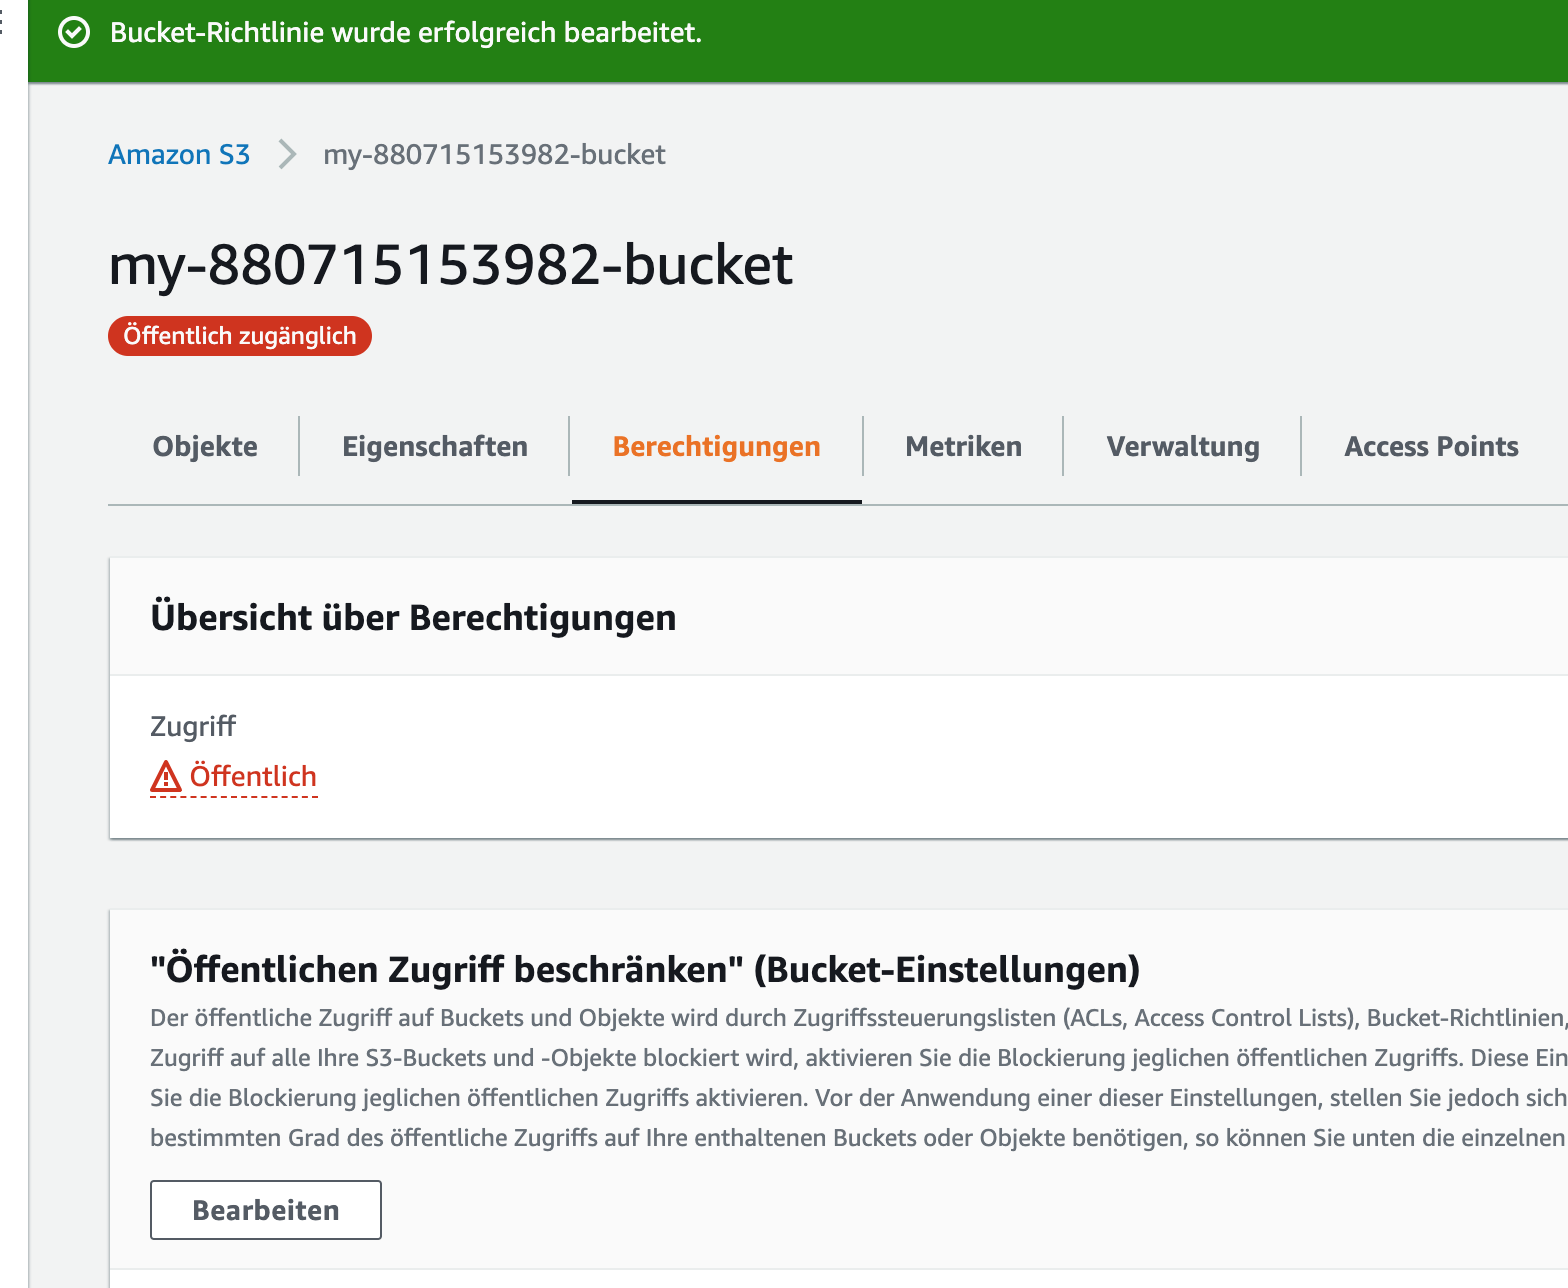 Bucket-Richtlinie wurde erfolgreich bearbeitet.
Amazon S3 > my-880715153982-bucket
my-880715153982-bucket
Öffentlich zugänglich
Objekte Eigenschaften Berechtigungen Metriken Verwaltung Access Points
Übersicht über Berechtigungen
Zugriff
Öffentlich
"Öffentlichen Zugriff beschränken" (Bucket-Einstellungen)
Der öffentliche Zugriff auf Buckets und Objekte wird durch Zugriffssteuerungslisten (ACLs, Access Control Lists), Bucket-Richtlinien,
Zugriff auf alle Ihre S3-Buckets und -Objekte blockiert wird, aktivieren Sie die Blockierung jeglichen öffentlichen Zugriffs. Diese Ein
Sie die Blockierung jeglichen öffentlichen Zugriffs aktivieren. Vor der Anwendung einer dieser Einstellungen, stellen Sie jedoch sich
bestimmten Grad des öffentliche Zugriffs auf Ihre enthaltenen Buckets oder Objekte benötigen, so können Sie unten die einzelnen
Bearbeiten